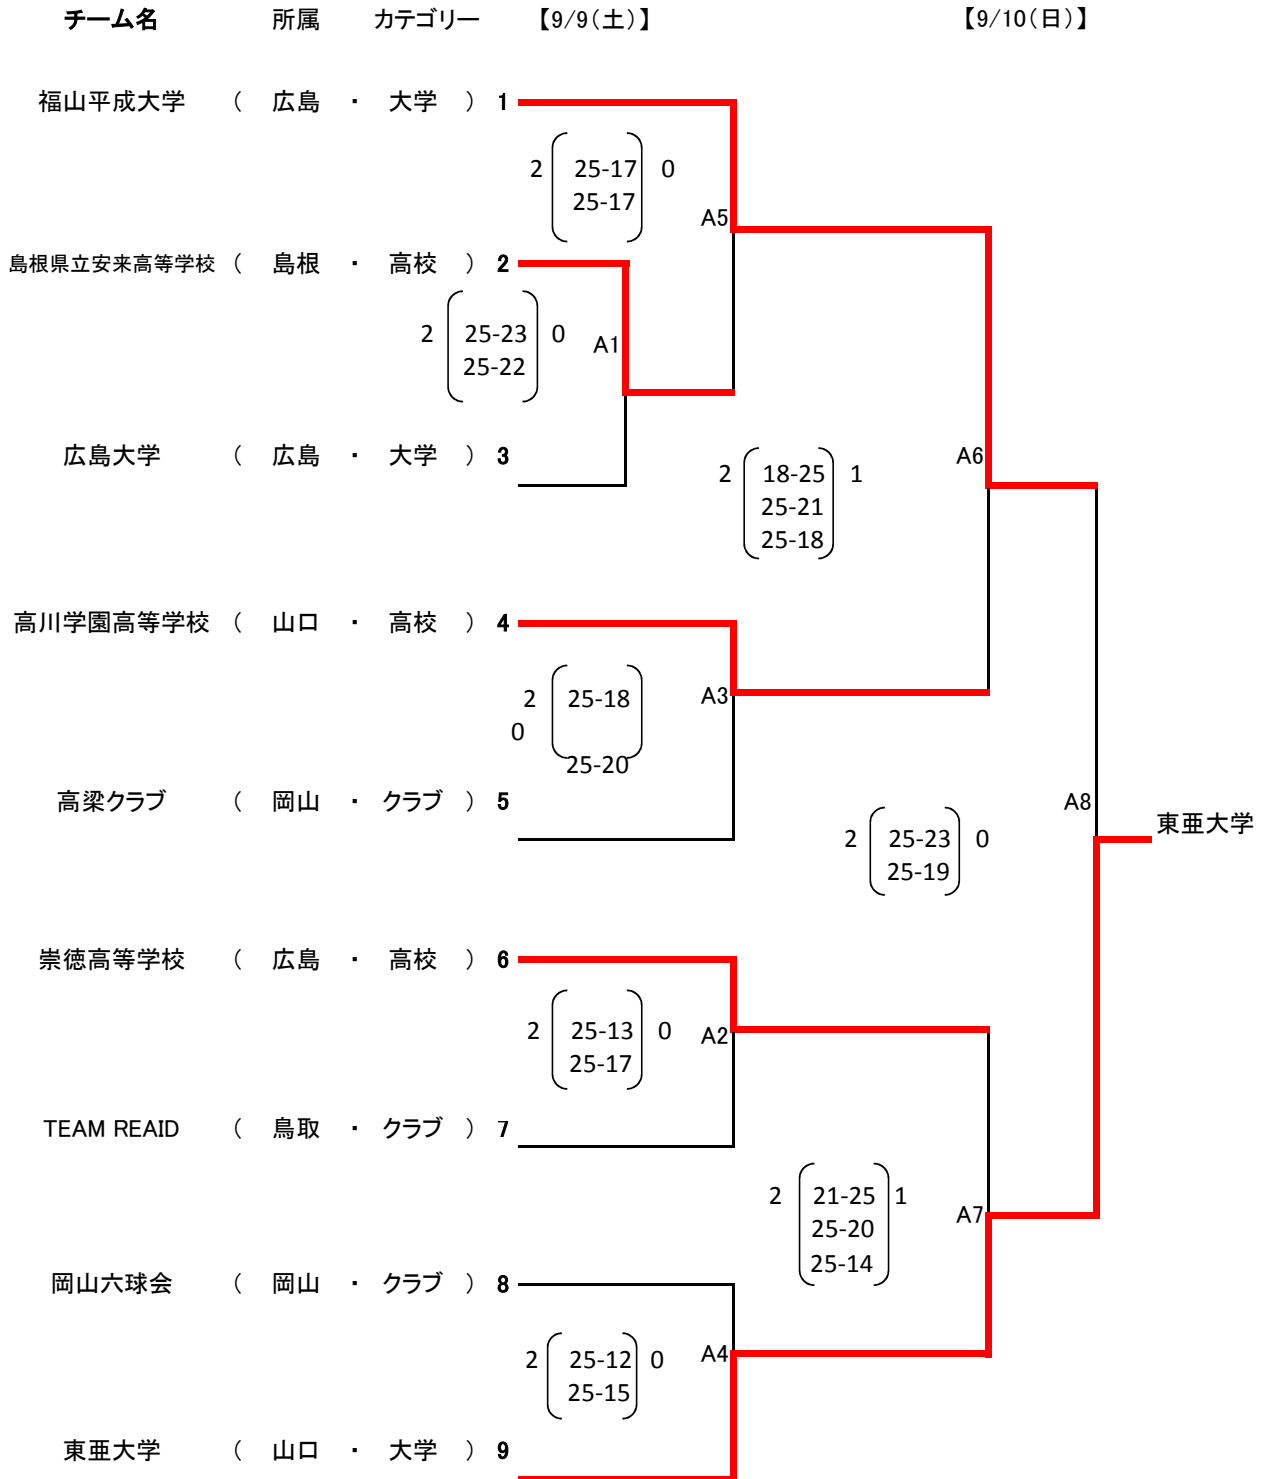 チーム名 所属 カテゴリー 【9/9(土)】 【9/10(日)】
福山平成大学 ( 広島 ・ 大学 ) 1
2 25-17 0
25-17
A5
島根県立安来高等学校 ( 島根 ・ 高校 ) 2
2 25-23 0
A1
25-22
広島大学 ( 広島 ・ 大学 ) 3
A6
2 18-25 1
25-21
25-18
高川学園高等学校 ( 山口 ・ 高校 ) 4
2 25-18
A3
0
25-20
高梁クラブ ( 岡山 ・ クラブ ) 5
A8
東亜大学
2 25-23 0
25-19
崇徳高等学校 ( 広島 ・ 高校 ) 6
2 25-13 0
A2
25-17
TEAM REAID ( 鳥取 ・ クラブ ) 7
2 21-25 1
A7
25-20
25-14
岡山六球会 ( 岡山 ・ クラブ ) 8
A4
2 25-12 0
25-15
東亜大学 ( 山口 ・ 大学 ) 9